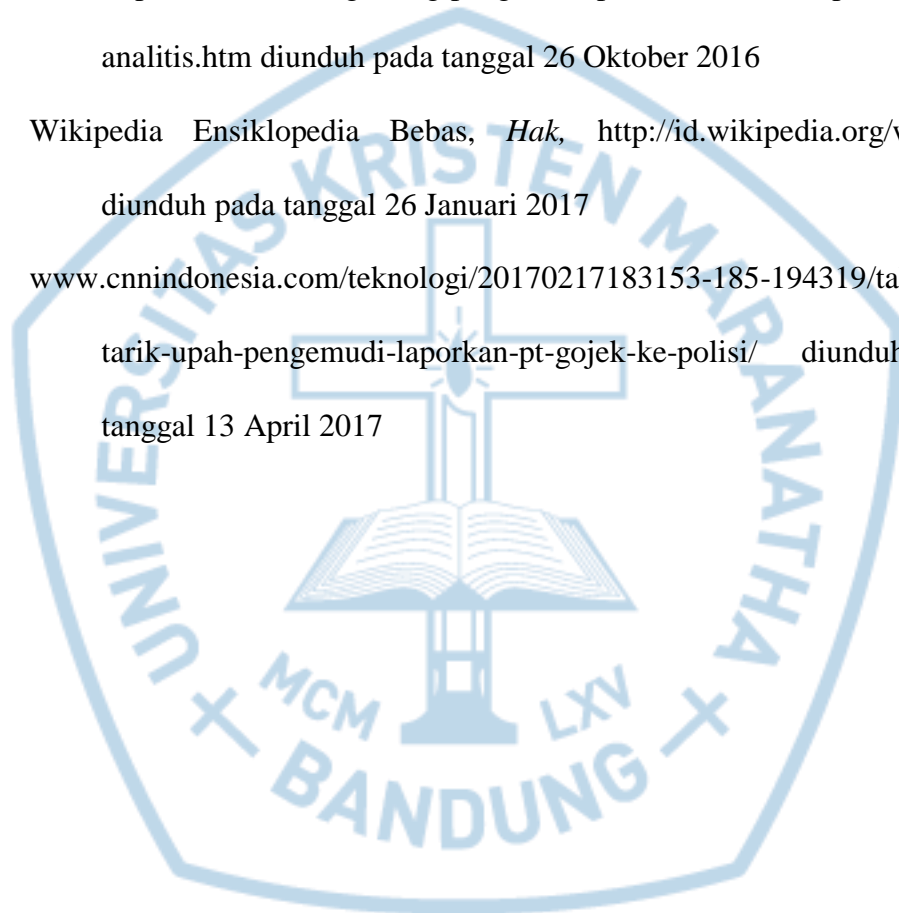 analitis.htm diunduh pada tanggal 26 Oktober 2016
Wikipedia Ensiklopedia Bebas, Hak, http://id.wikipedia.org/
diunduh pada tanggal 26 Januari 2017
www.cnnindonesia.com/teknologi/20170217183153-185-194319/ta
tarik-upah-pengemudi-laporkan-pt-gojek-ke-polisi/ diunduh
tanggal 13 April 2017
UNIVERSITAS KRISTEN MARANATHA
MCM LXV
BANDUNG